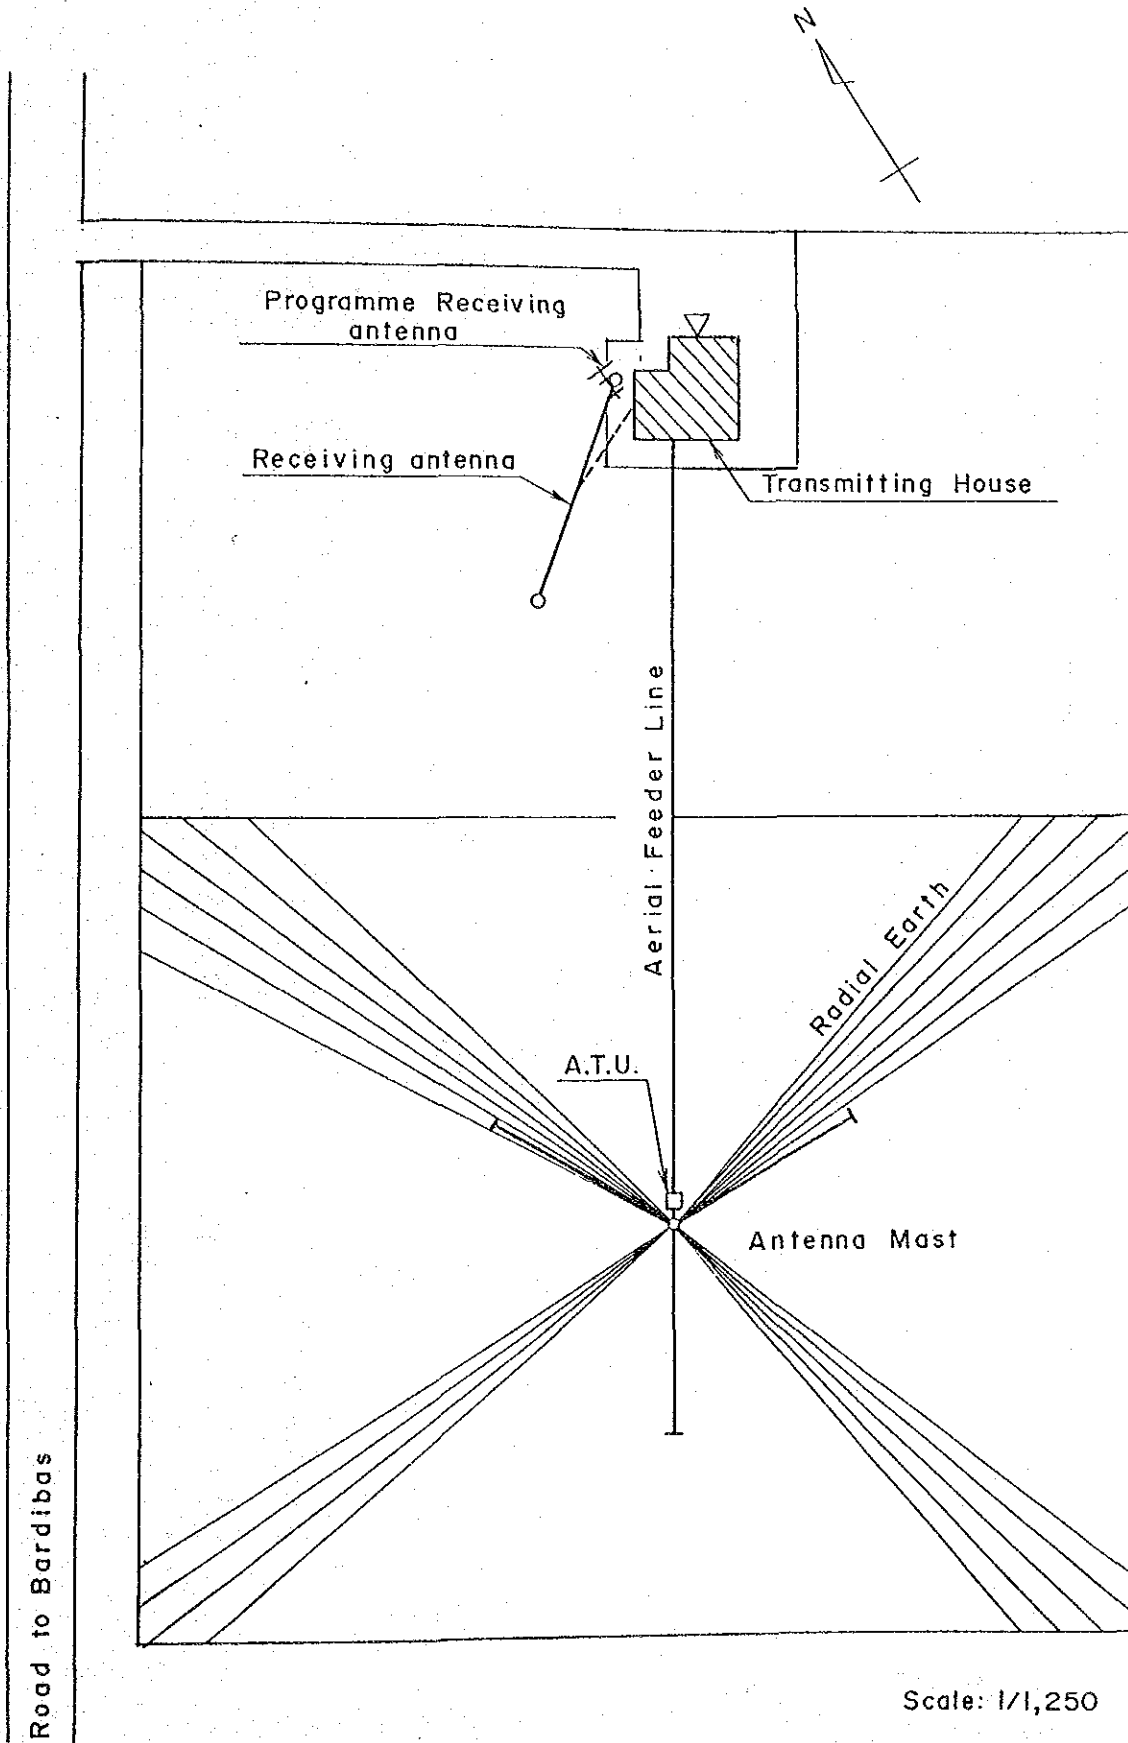 N
Programme Receiving
antenna
Receiving antenna
Transmitting House
Aerial Feeder Line
Radial Earth
A.T.U.
Antenna Mast
Road to Bardibas
Scale: 1/1,250